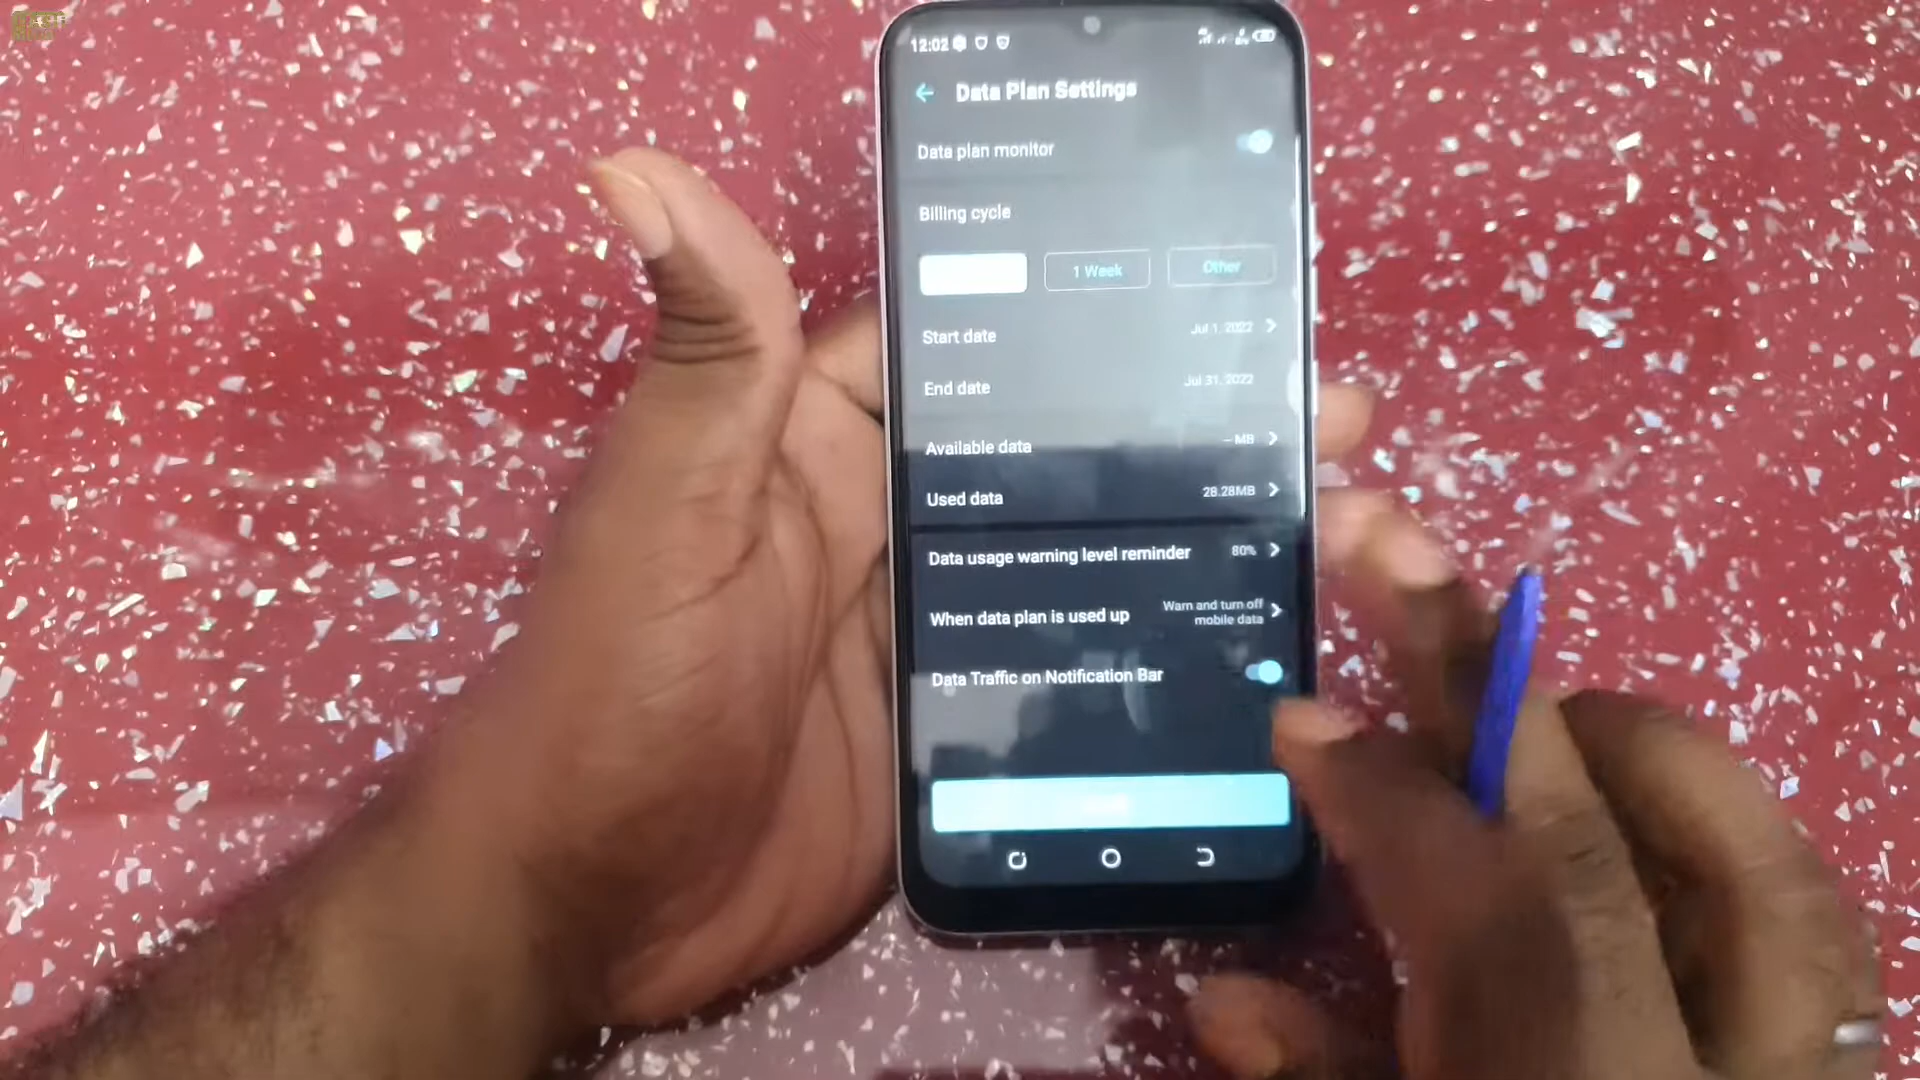 12:02
Data Plan Settings
Data plan monitor
Billing cycle
1 Week
Other
Start date
Jul 1, 2022
End date
Jul 31, 2022
Available data
-- MB
Used data
28.28MB
Data usage warning level reminder
80%
When data plan is used up
Warn and turn off
mobile data
Data Traffic on Notification Bar